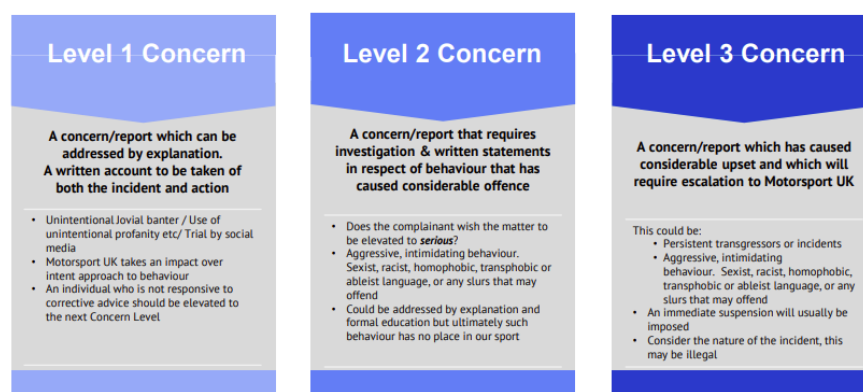 Level 1 Concern
A concern/report which can be
addressed by explanation.
A written account to be taken of
both the incident and action
• Unintentional Jovial banter / Use of
unintentional profanity etc/ Trial by social
media
• Motorsport UK takes an impact over
intent approach to behaviour
• An individual who is not responsive to
corrective advice should be elevated to
the next Concern Level
Level 2 Concern
A concern/report that requires
investigation & written statements
in respect of behaviour that has
caused considerable offence
• Does the complainant wish the matter to
be elevated to serious?
• Aggressive, intimidating behaviour.
Sexist, racist, homophobic, transphobic or
ableist language, or any slurs that may
offend
• Could be addressed by explanation and
formal education but ultimately such
behaviour has no place in our sport
Level 3 Concern
A concern/report which has caused
considerable upset and which will
require escalation to Motorsport UK
This could be:
• Persistent transgressors or incidents
• Aggressive, intimidating
behaviour. Sexist, racist, homophobic,
transphobic or ableist language, or any
slurs that may offend
• An immediate suspension will usually be
imposed
• Consider the nature of the incident, this
may be illegal